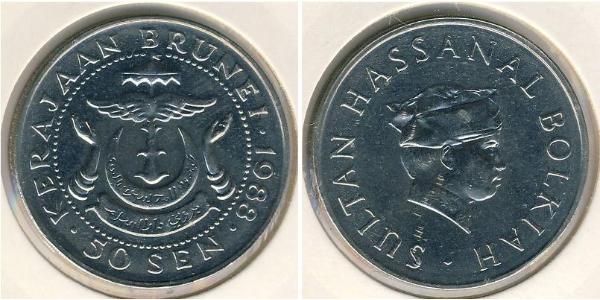 KERAJAAN BRUNEI · 1988 ·
50 SEN ·
SULTAN HASSANAL BOLKIAH ·